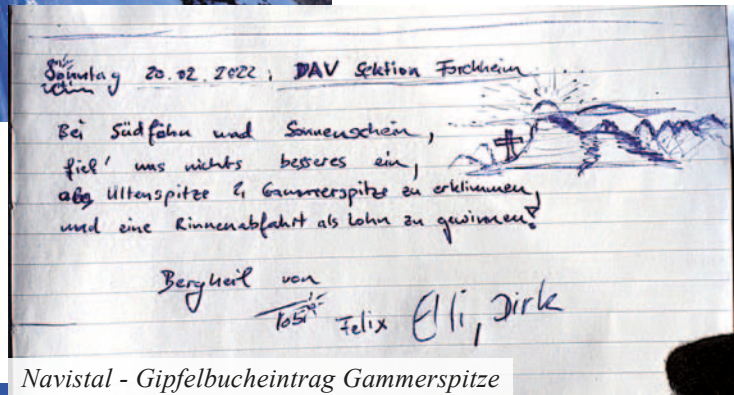 Sonntag 20.02.2022, DAV Sektion Forchheim
Bei Südföhn und Sonnenschein,
fiel' uns nichts besseres ein,
als Ultenspitze & Gammerspitze zu erklimmen,
und eine Rinnenabfahrt als Lohn zu gewinnen!
Bergheil von
Tosi Felix Elli, Dirk
Navistal - Gipfelbucheintrag Gammerspitze